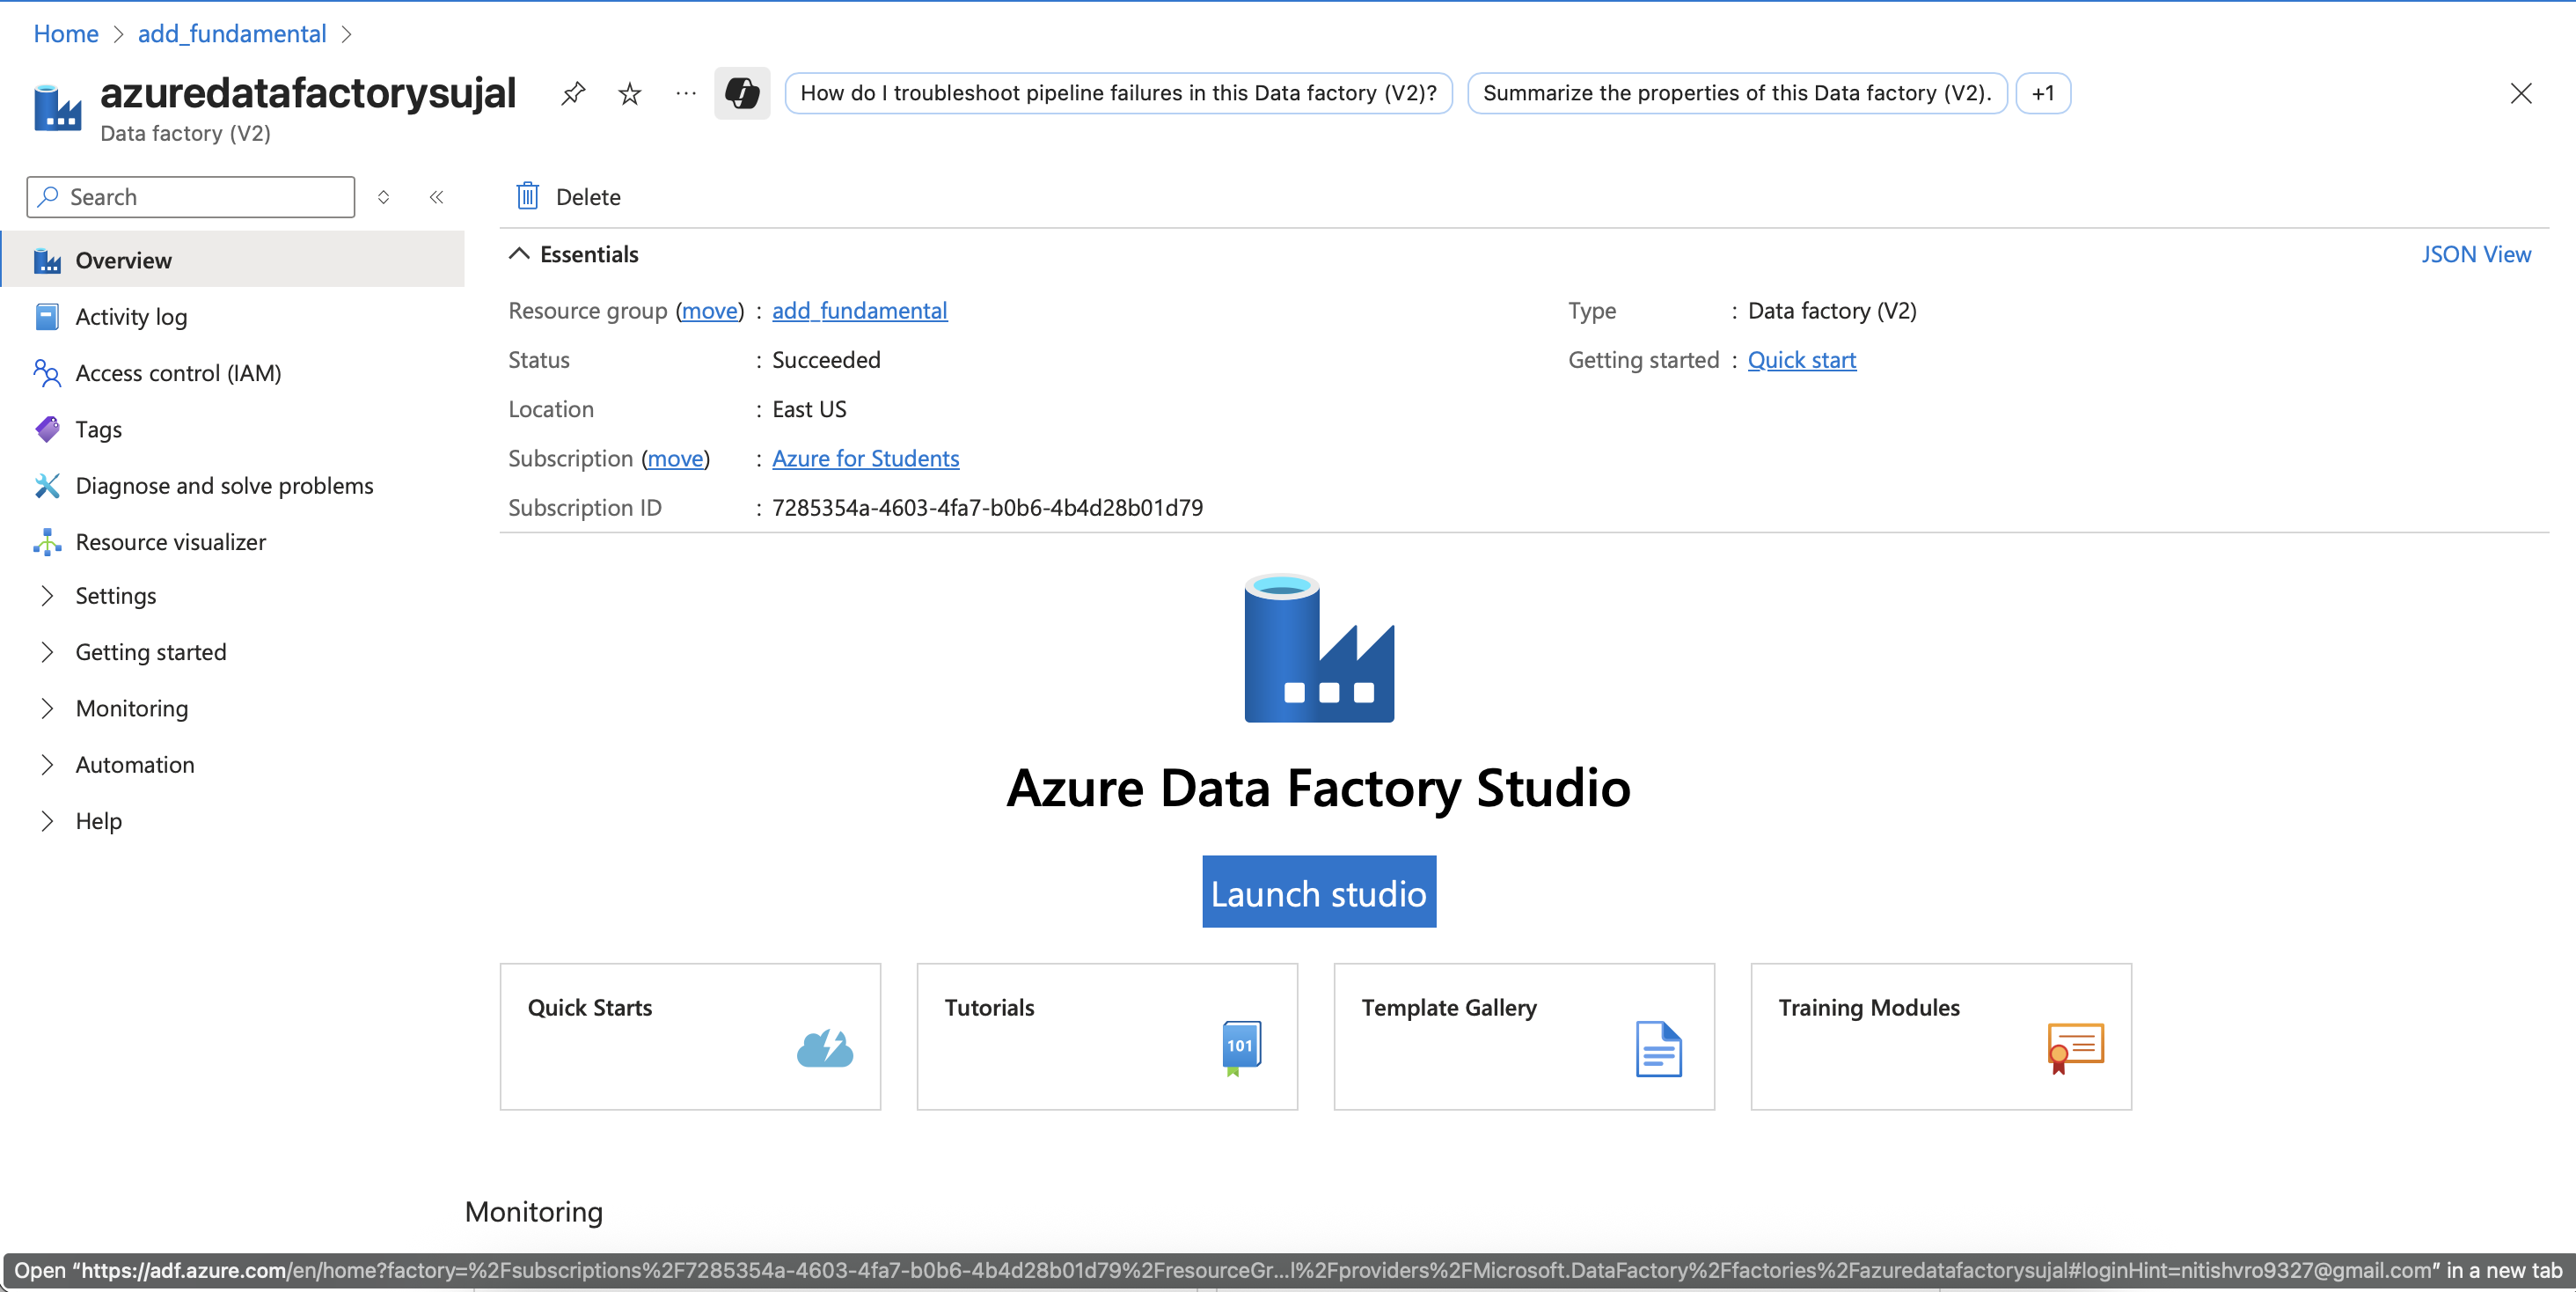 Home > add_fundamental >
azuredatafactorysujal
Data factory (V2)
How do I troubleshoot pipeline failures in this Data factory (V2)?
Summarize the properties of this Data factory (V2).
+1
Search
Overview
Activity log
Access control (IAM)
Tags
Diagnose and solve problems
Resource visualizer
Settings
Getting started
Monitoring
Automation
Help
Delete
Essentials
JSON View
Resource group (move) : add_fundamental
Status : Succeeded
Location : East US
Subscription (move) : Azure for Students
Subscription ID : 7285354a-4603-4fa7-b0b6-4b4d28b01d79
Type : Data factory (V2)
Getting started : Quick start
Azure Data Factory Studio
Launch studio
Quick Starts
Tutorials
101
Template Gallery
Training Modules
Monitoring
Open “https://adf.azure.com/en/home?factory=%2Fsubscriptions%2F7285354a-4603-4fa7-b0b6-4b4d28b01d79%2FresourceGr...l%2Fproviders%2FMicrosoft.DataFactory%2Ffactories%2Fazuredatafactorysujal#loginHint=nitishvro9327@gmail.com” in a new tab